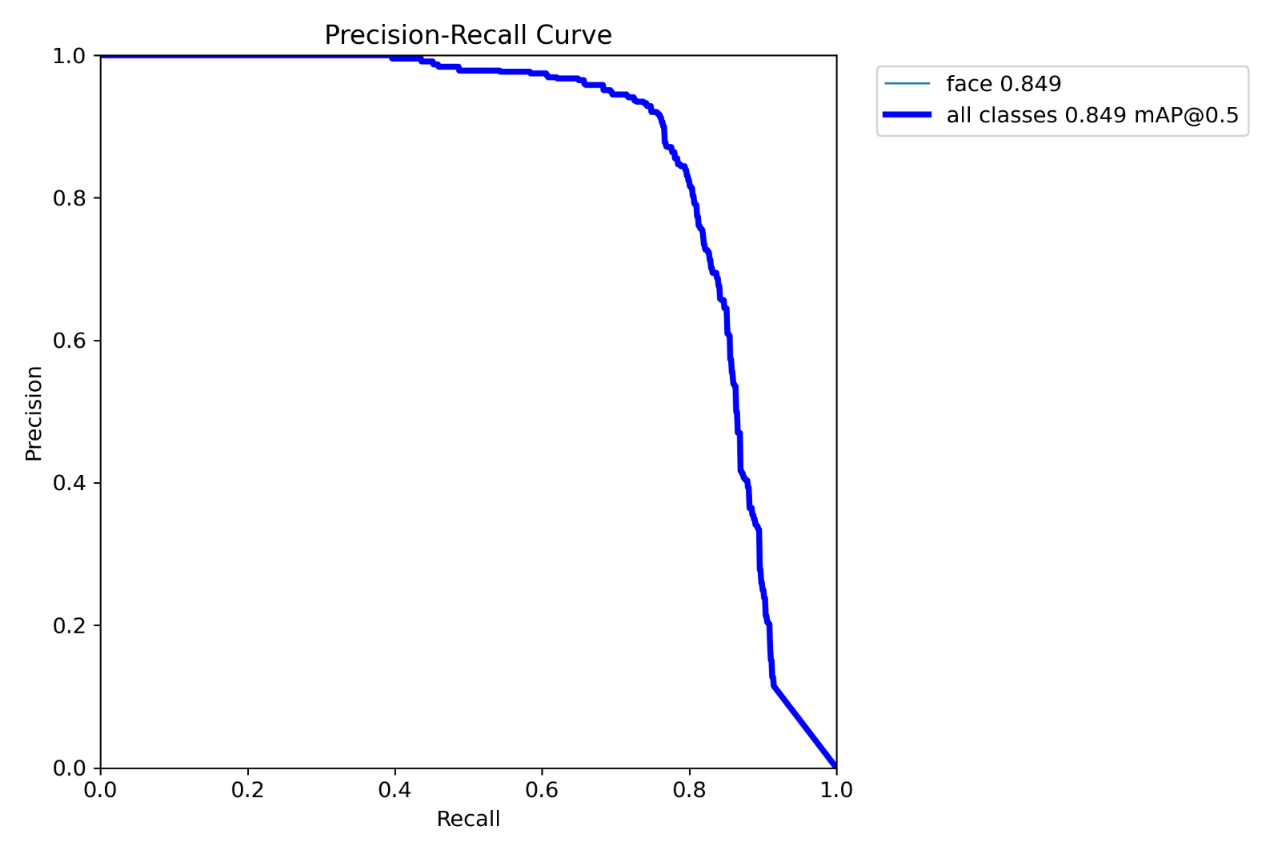 Precision-Recall Curve
1.0
0.8
0.6
0.4
0.2
0.0
Precision
0.0 0.2 0.4 0.6 0.8 1.0
Recall
face 0.849
all classes 0.849 mAP@0.5